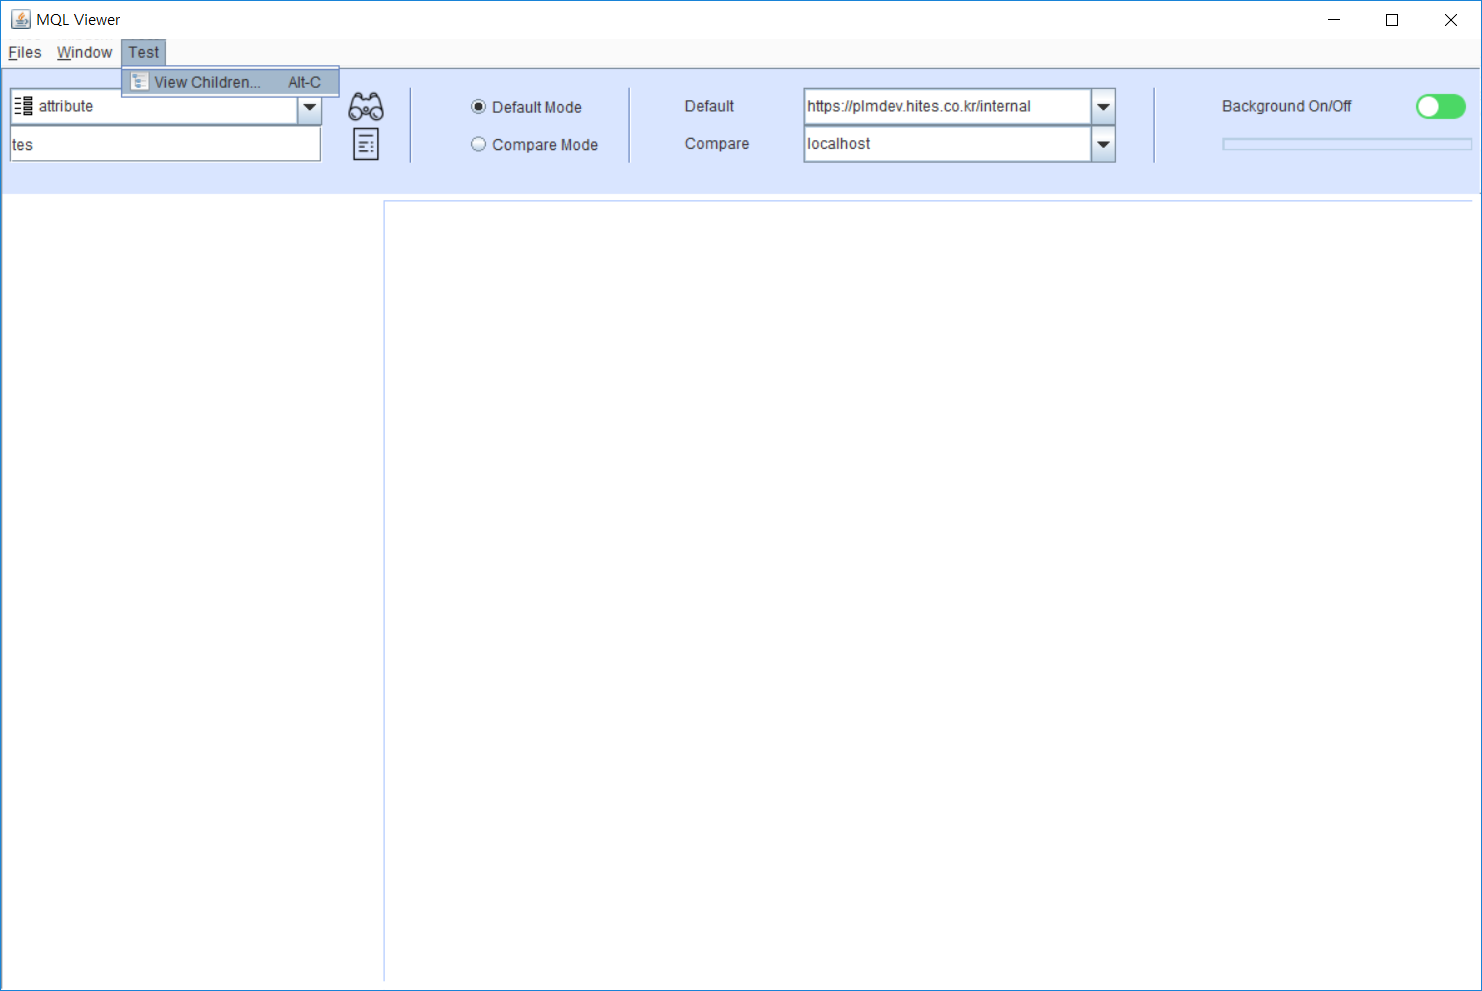 MQL Viewer
Files Window Test
View Children... Alt-C
attribute
tes
Default Mode
Compare Mode
Default https://plmdev.hites.co.kr/internal
Compare localhost
Background On/Off